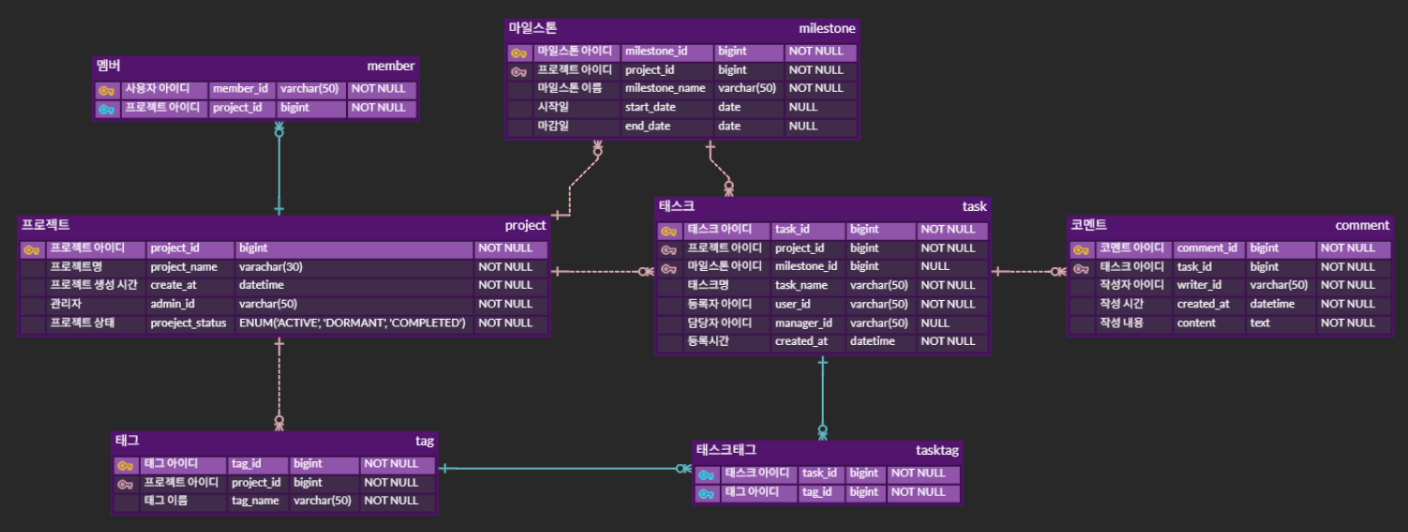 마일스톤 milestone
마일스톤 아이디 milestone_id bigint NOT NULL
프로젝트 아이디 project_id bigint NOT NULL
마일스톤 이름 milestone_name varchar(50) NOT NULL
시작일 start_date date NULL
마감일 end_date date NULL
멤버 member
사용자 아이디 member_id varchar(50) NOT NULL
프로젝트 아이디 project_id bigint NOT NULL
프로젝트 project
프로젝트 아이디 project_id bigint NOT NULL
프로젝트명 project_name varachar(30) NOT NULL
프로젝트 생성 시간 create_at datetime NOT NULL
관리자 admin_id varchar(50) NOT NULL
프로젝트 상태 proeject_status ENUM('ACTIVE', 'DORMANT', 'COMPLETED') NOT NULL
태스크 task
태스크 아이디 task_id bigint NOT NULL
프로젝트 아이디 project_id bigint NOT NULL
마일스톤 아이디 milestone_id bigint NULL
태스크명 task_name varchar(50) NOT NULL
등록자 아이디 user_id varchar(50) NOT NULL
담당자 아이디 manager_id varchar(50) NULL
등록시간 created_at datetime NOT NULL
코멘트 comment
코멘트 아이디 comment_id bigint NOT NULL
태스크 아이디 task_id bigint NOT NULL
작성자 아이디 writer_id varchar(50) NOT NULL
작성 시간 created_at datetime NOT NULL
작성 내용 content text NOT NULL
태그 tag
태그 아이디 tag_id bigint NOT NULL
프로젝트 아이디 project_id bigint NOT NULL
태그 이름 tag_name varchar(50) NOT NULL
태스크태그 tasktag
태스크 아이디 task_id bigint NOT NULL
태그 아이디 tag_id bigint NOT NULL